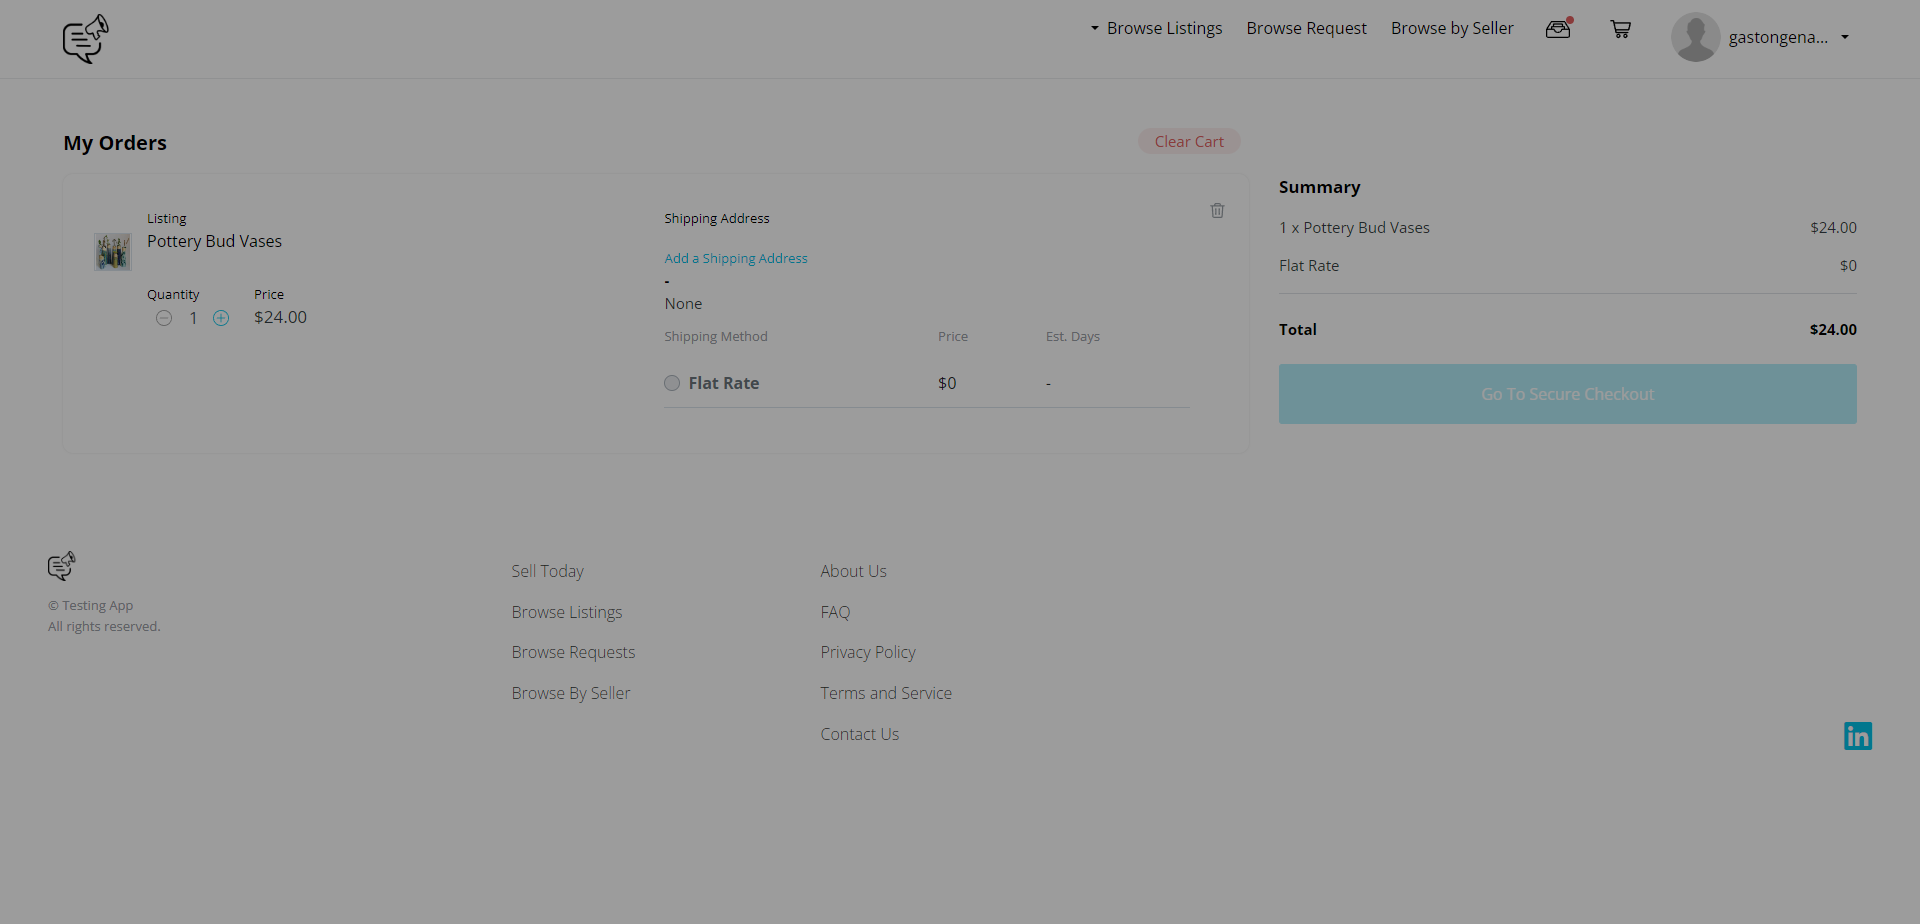 Browse Listings Browse Request Browse by Seller gastongena...
My Orders Clear Cart
Listing
Pottery Bud Vases
Quantity Price
1 $24.00
Shipping Address
Add a Shipping Address
-
None
Shipping Method Price Est. Days
Flat Rate $0 -
Summary
1 x Pottery Bud Vases $24.00
Flat Rate $0
Total $24.00
Go To Secure Checkout
© Testing App
All rights reserved.
Sell Today
Browse Listings
Browse Requests
Browse By Seller
About Us
FAQ
Privacy Policy
Terms and Service
Contact Us
in